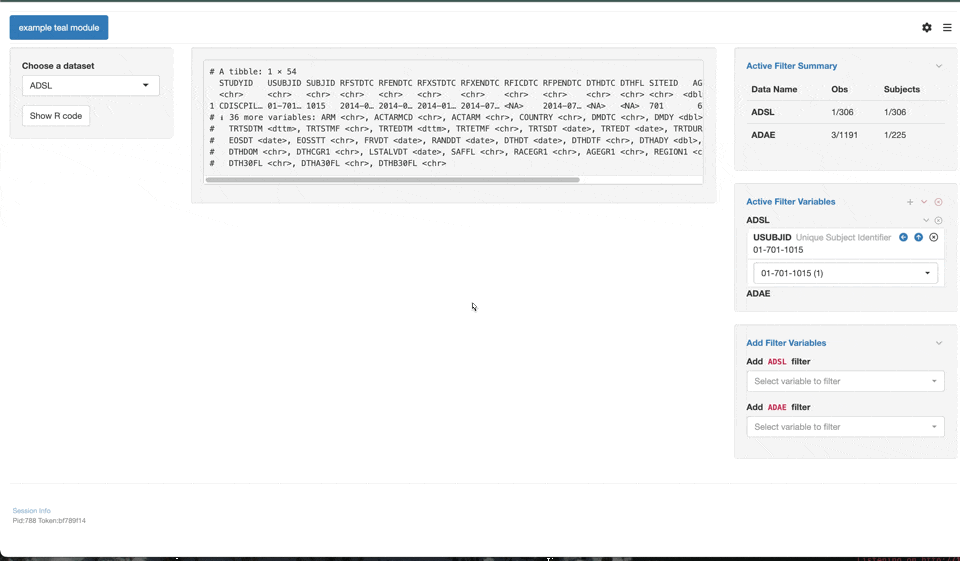 example teal module
Choose a dataset
ADSL
Show R code
# A tibble: 1 × 54
STUDYID USUBJID SUBJID RFSTDTC RFENDTC RFXSTDTC RFXENDTC RFICDTC RFPENDTC DTHDTC DTHFL SITEID AG
<chr> <chr> <chr> <chr> <chr> <chr> <chr> <chr> <chr> <chr> <chr> <chr> <dbl
1 CDISCPIL… 01-701… 1015 2014-0… 2014-0… 2014-01… 2014-07… <NA> 2014-07… <NA> <NA> 701 6
# ℹ 36 more variables: ARM <chr>, ACTARMCD <chr>, ACTARM <chr>, COUNTRY <chr>, DMDTC <chr>, DMDY <dbl>
# TRTSDTM <dttm>, TRTSTMF <chr>, TRTEDTM <dttm>, TRTETMF <chr>, TRTSDT <date>, TRTEDT <date>, TRTDUR
# EOSDT <date>, EOSSTT <chr>, FRVDT <date>, RANDDT <date>, DTHDT <date>, DTHDTF <chr>, DTHADY <dbl>,
# DTHDOM <chr>, DTHCGR1 <chr>, LSTALVDT <date>, SAFFL <chr>, RACEGR1 <chr>, AGEGR1 <chr>, REGION1 <c
# DTH30FL <chr>, DTHA30FL <chr>, DTHB30FL <chr>
Active Filter Summary
Data Name Obs Subjects
ADSL 1/306 1/306
ADAE 3/1191 1/225
Active Filter Variables
ADSL
USUBJID Unique Subject Identifier
01-701-1015
01-701-1015 (1)
ADAE
Add Filter Variables
Add ADSL filter
Select variable to filter
Add ADAE filter
Select variable to filter
Session Info
Pid:788 Token:bf789f14